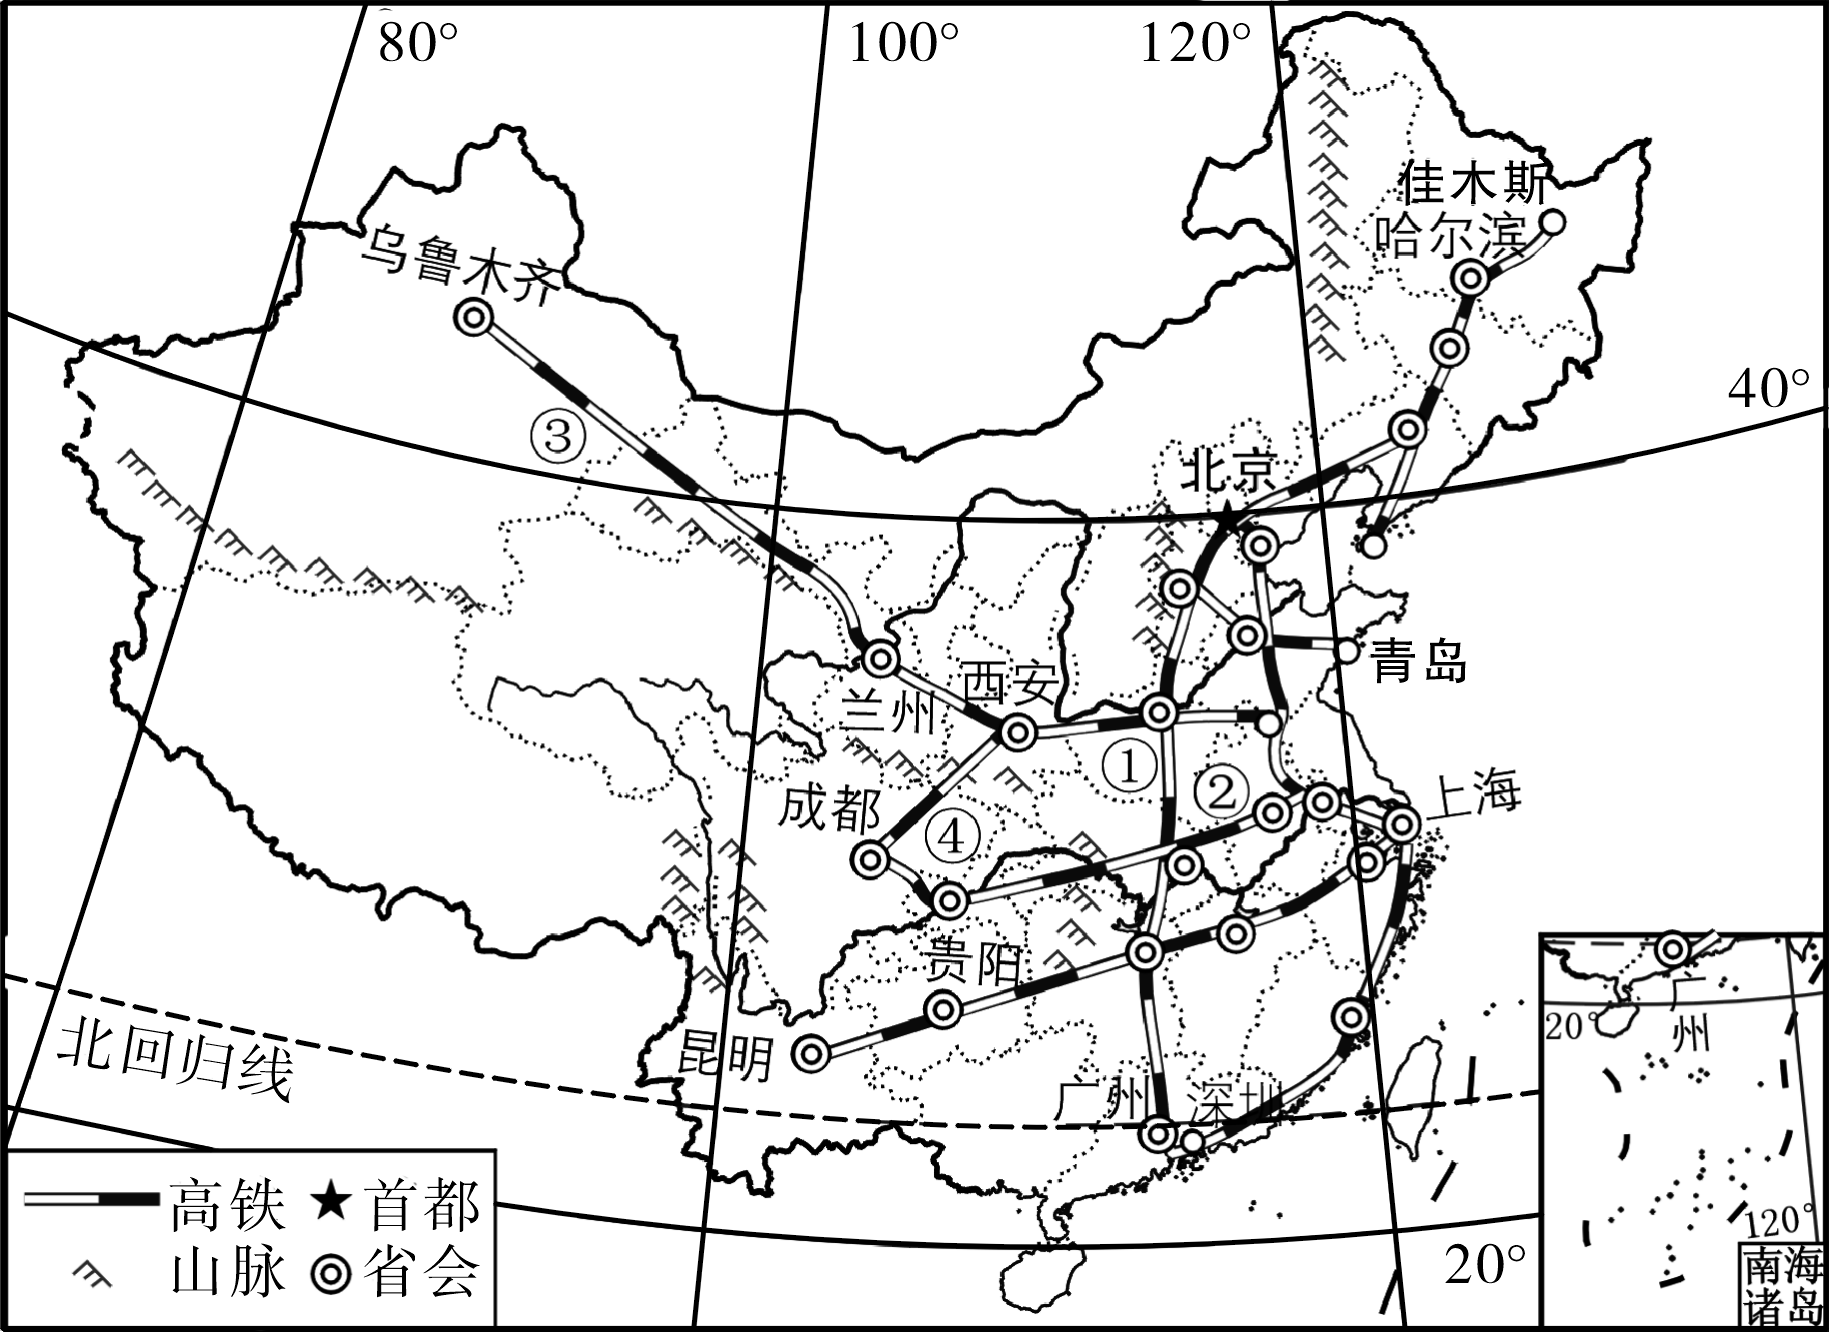 80°
100°
120°
佳木斯
哈尔滨
乌鲁木齐
40°
③
北京
青岛
西安
兰州
①
②
上海
成都
④
贵阳
昆明
北回归线
广州
深圳
20°
高铁
首都
山脉
省会
广州
20°
120°
南海
诸岛